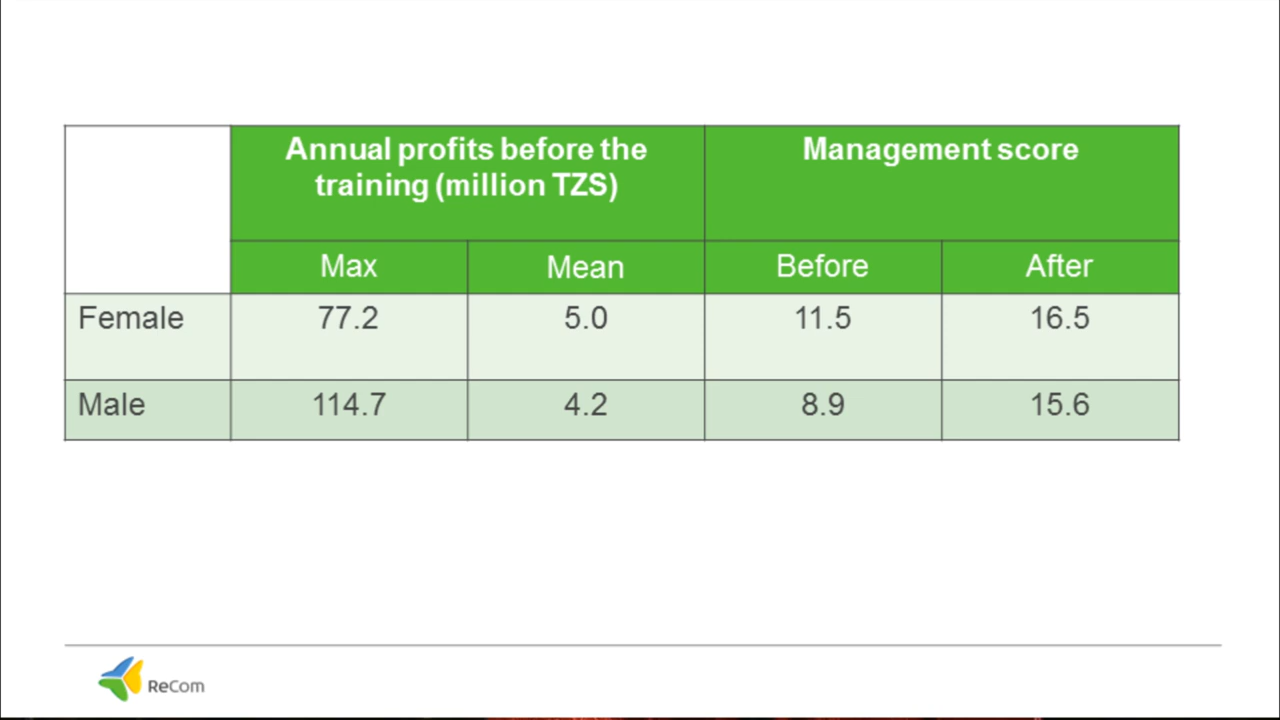 Annual profits before the
training (million TZS)
Management score
Max
Mean
Before
After
Female
77.2
5.0
11.5
16.5
Male
114.7
4.2
8.9
15.6
ReCom